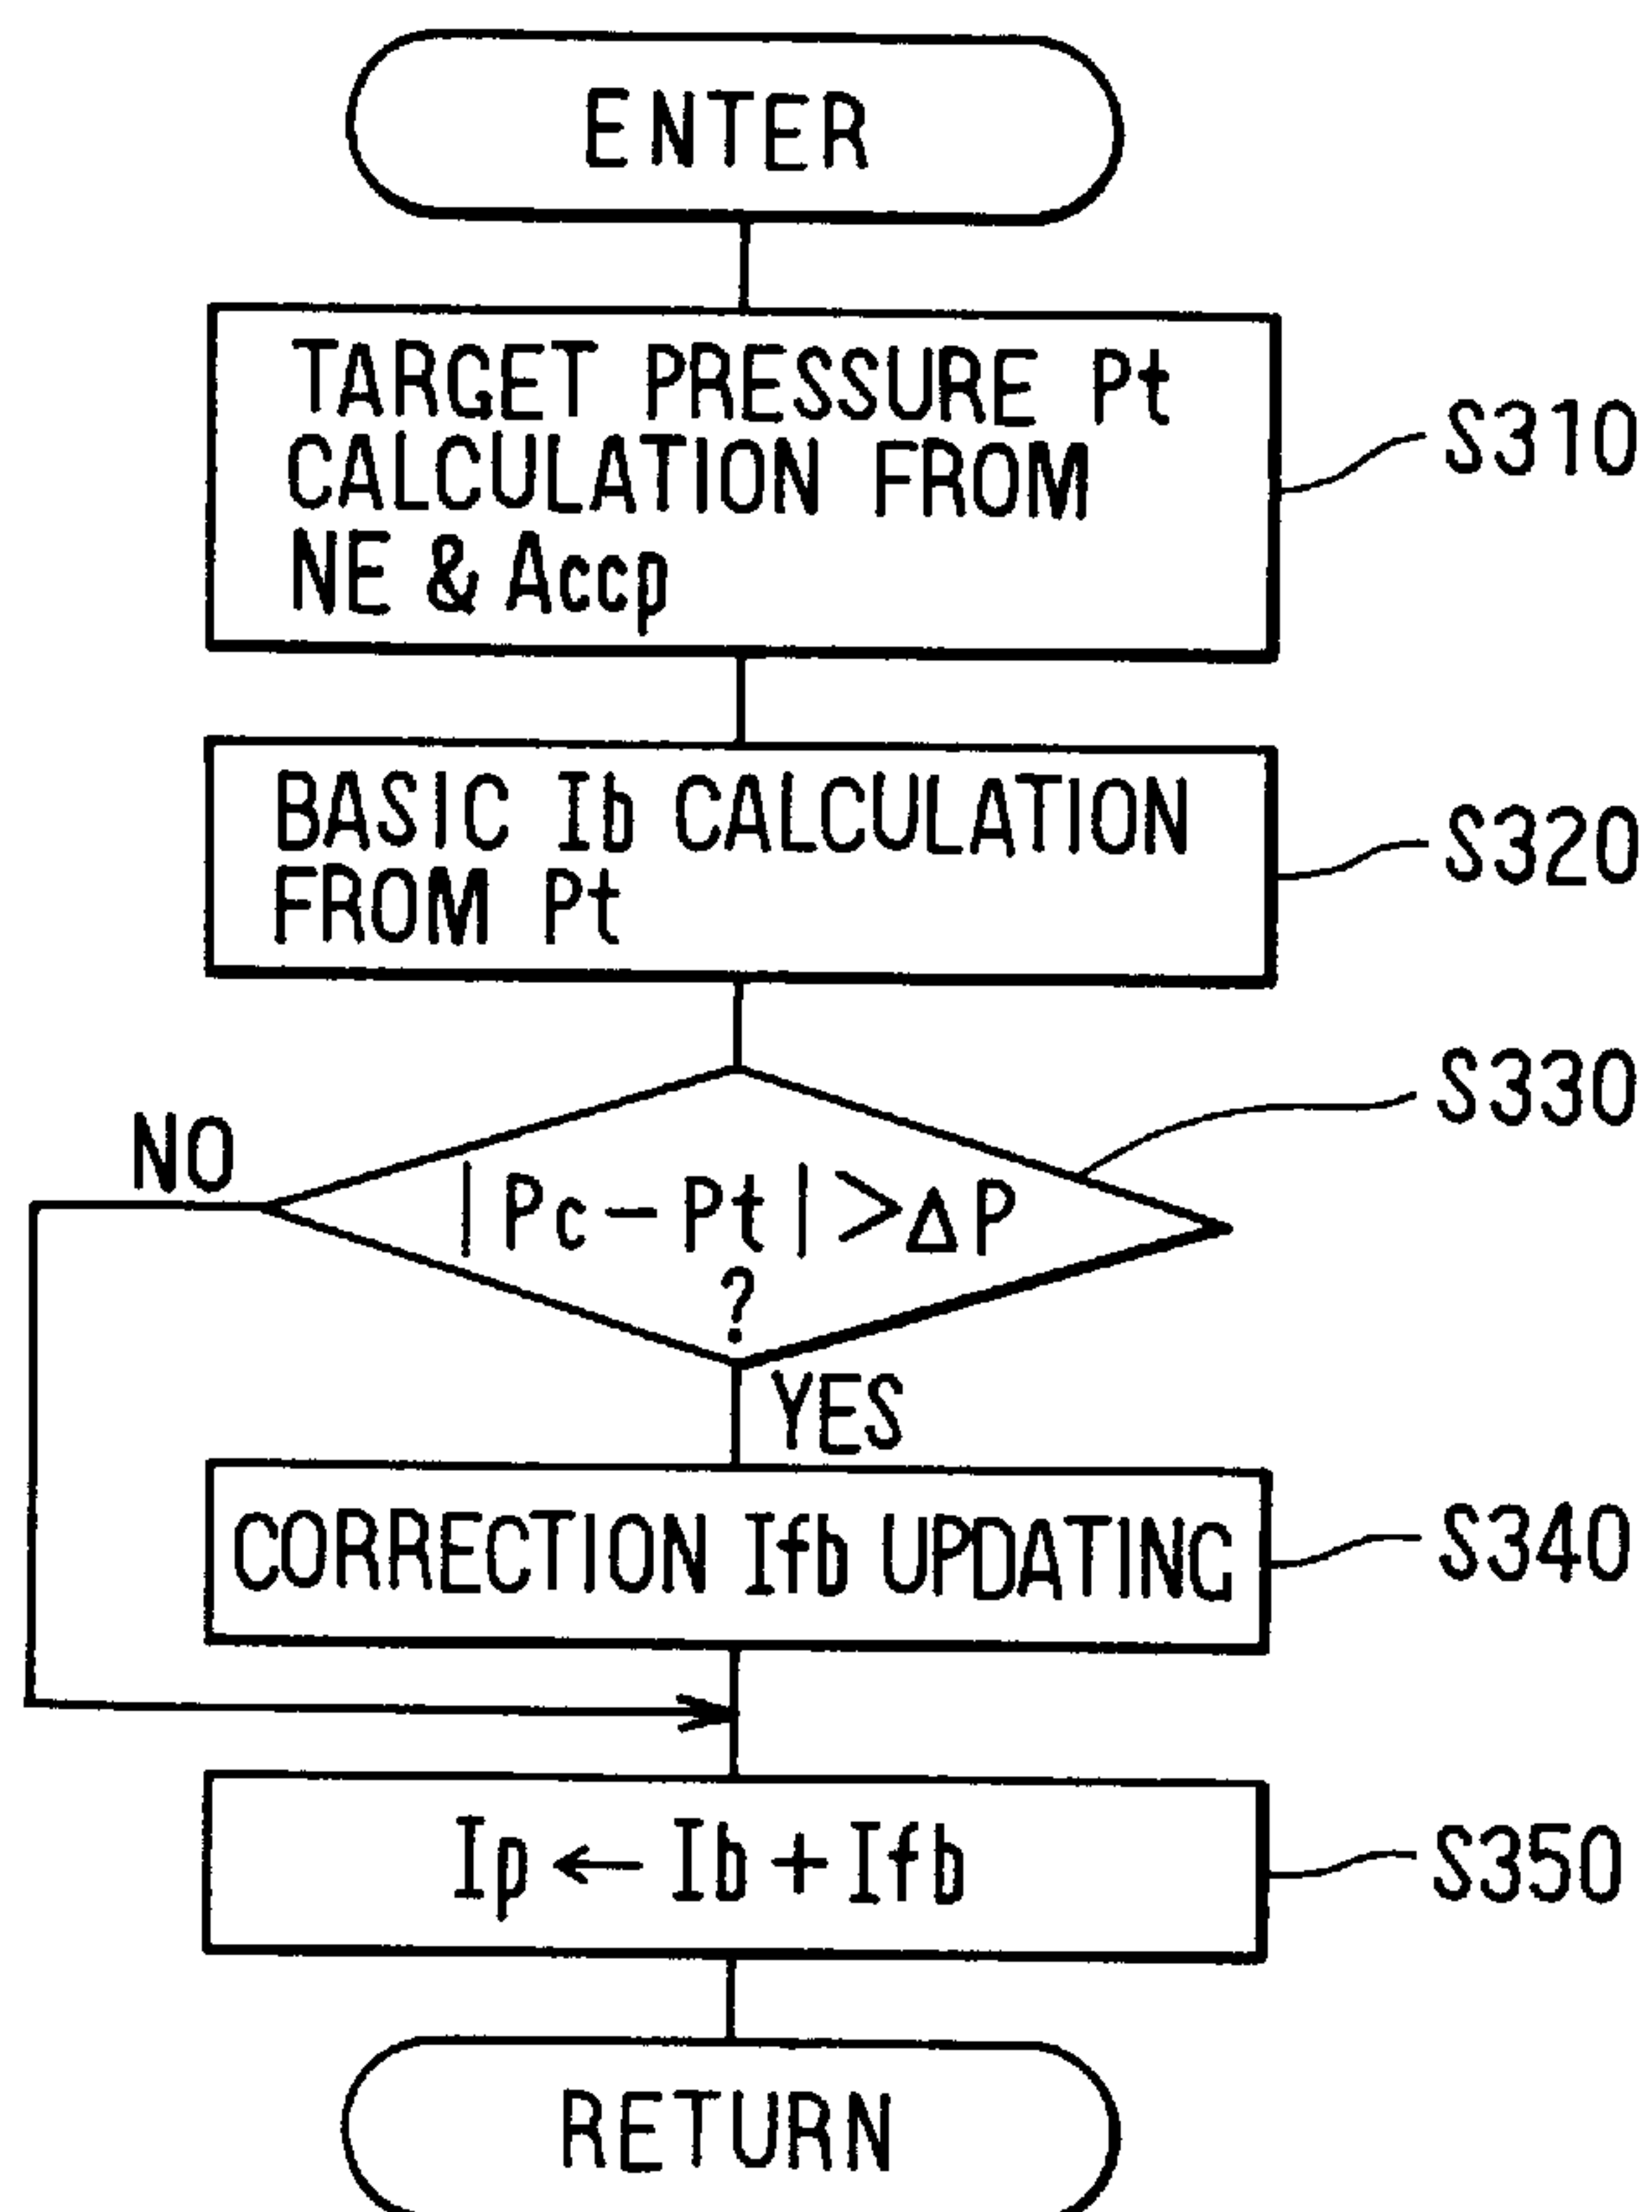 ENTER
TARGET PRESSURE Pt
CALCULATION FROM
NE & Accp
S310
BASIC Ib CALCULATION
FROM Pt
S320
S330
NO
| Pc - Pt | > ΔP
?
YES
CORRECTION Ifb UPDATING
S340
Ip ← Ib + Ifb
S350
RETURN